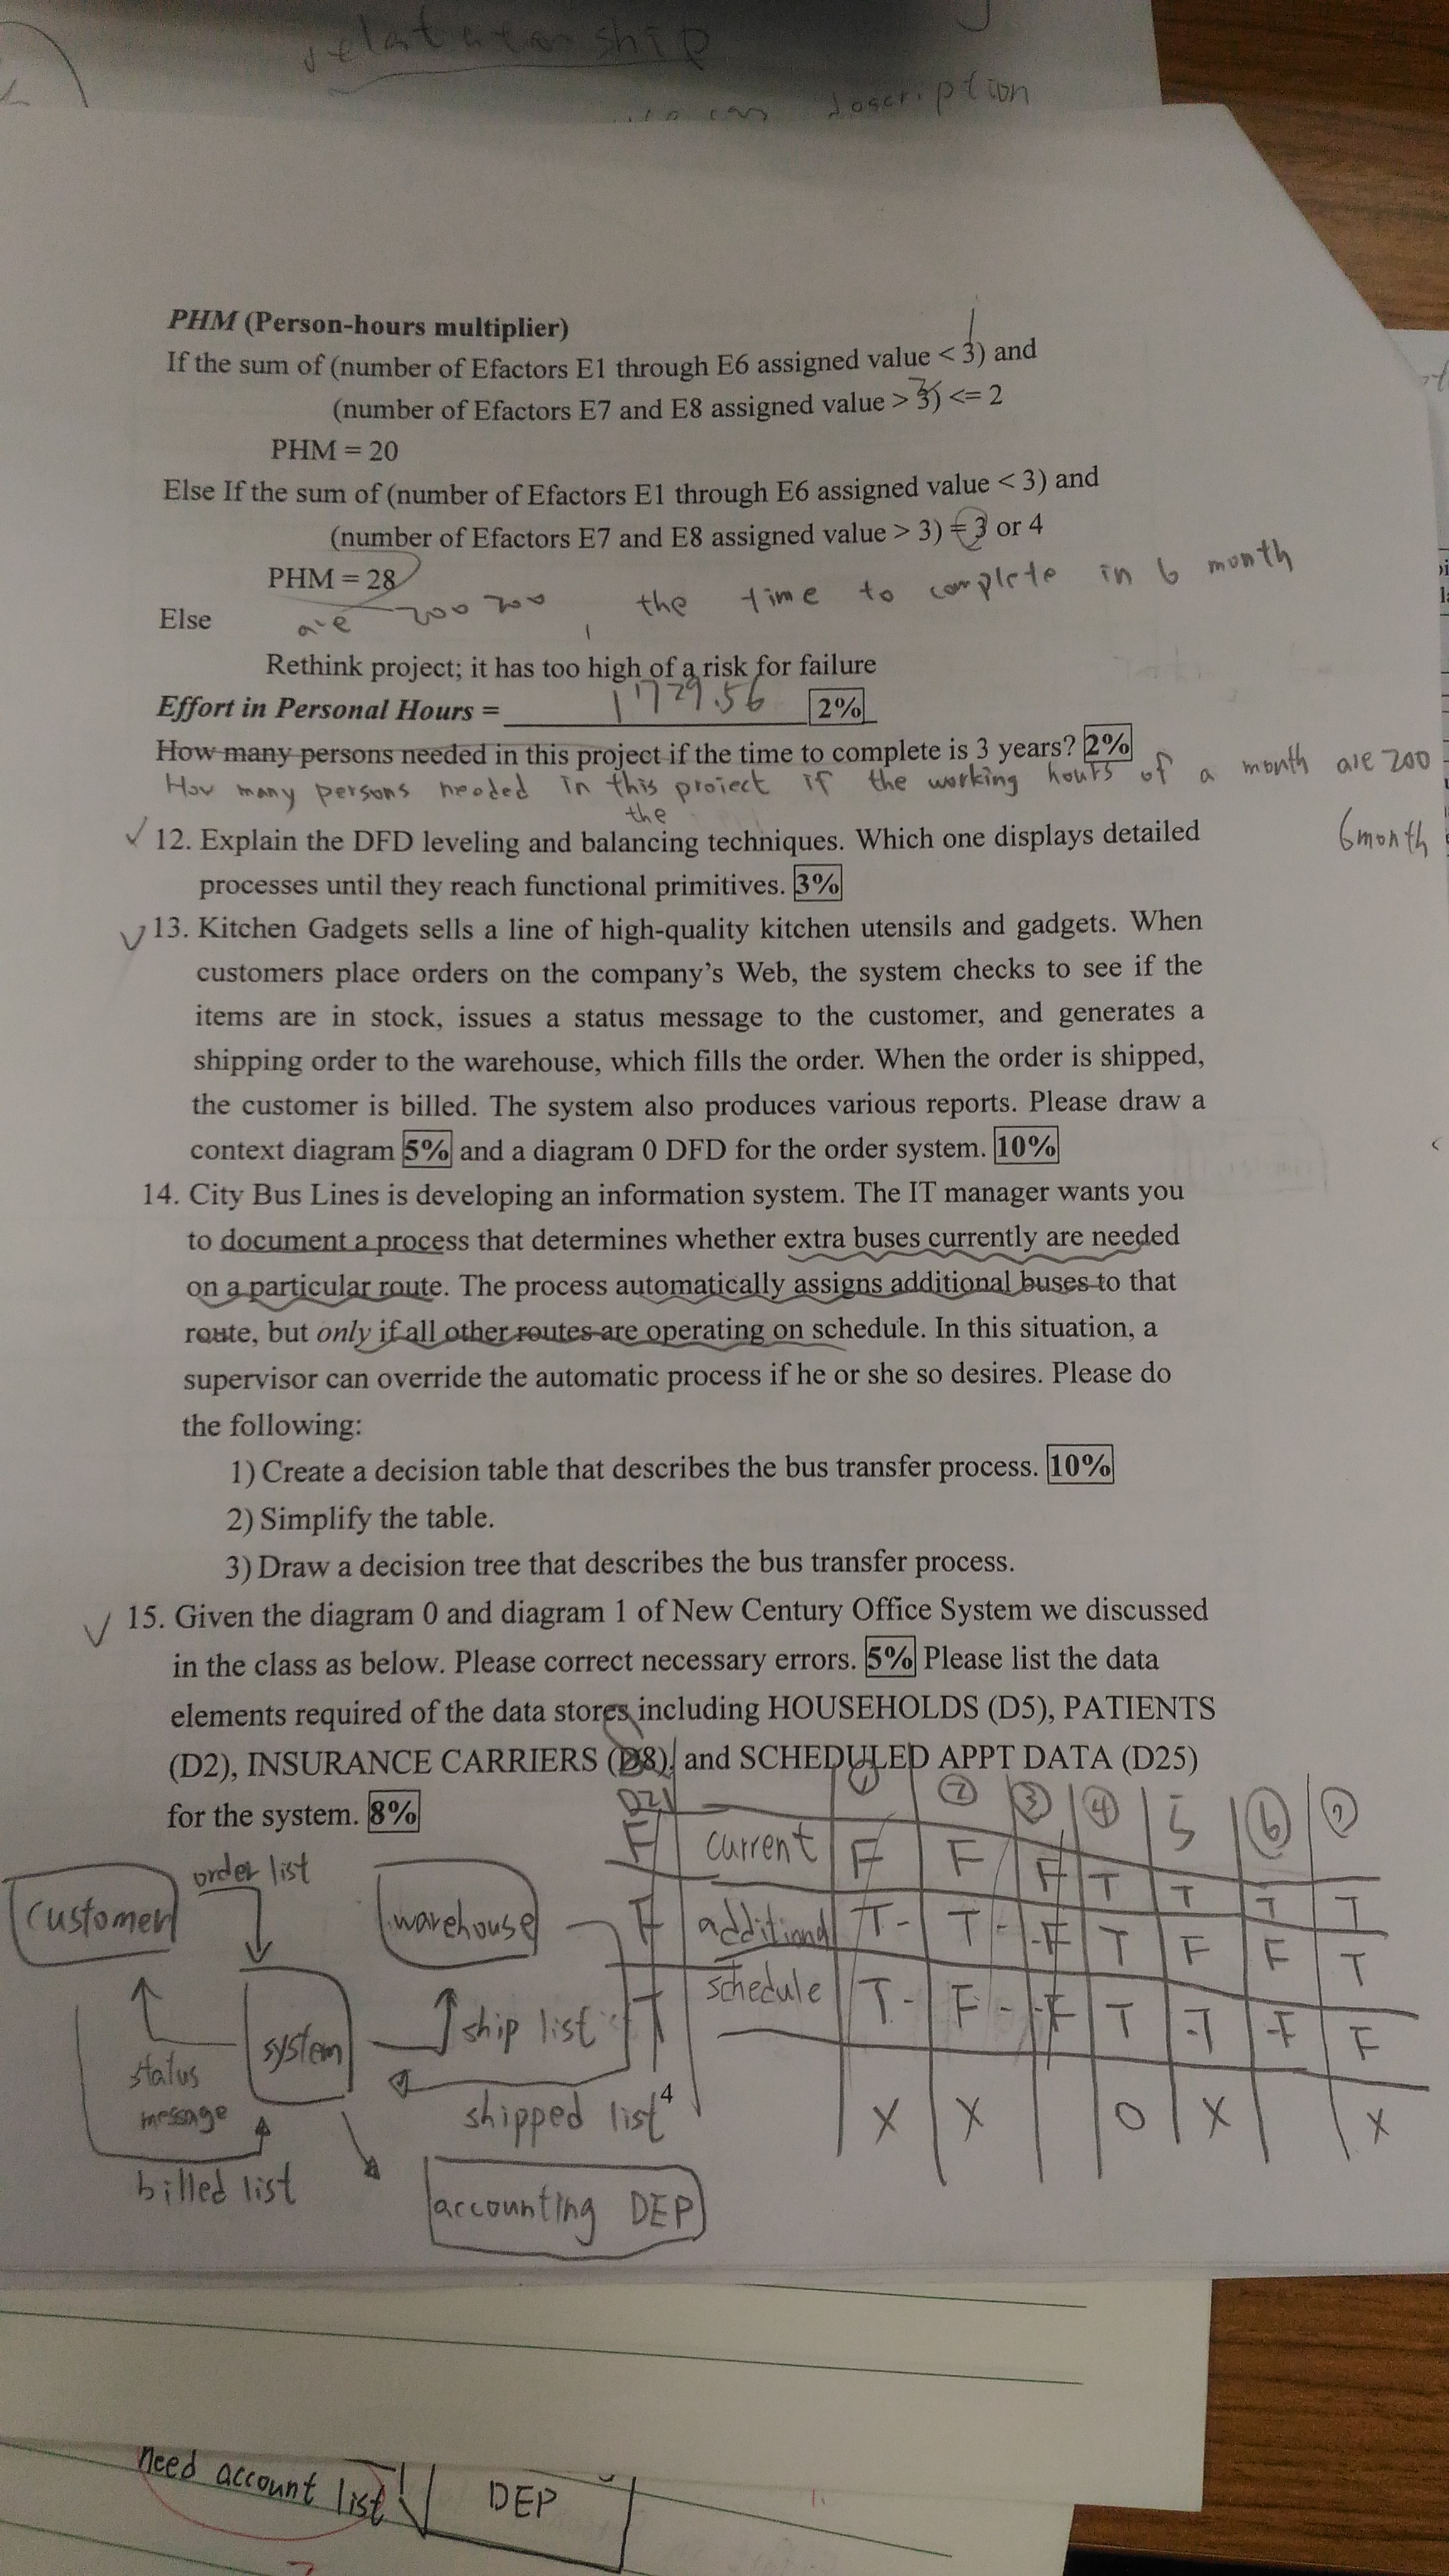 relatationship
description
PHM (Person-hours multiplier)
If the sum of (number of Efactors E1 through E6 assigned value < 3) and
(number of Efactors E7 and E8 assigned value > 3) <= 2
PHM = 20
Else If the sum of (number of Efactors E1 through E6 assigned value < 3) and
(number of Efactors E7 and E8 assigned value > 3) = 3 or 4
PHM = 28
are 200 200, the time to complete in 6 month
Else
Rethink project; it has too high of a risk for failure
Effort in Personal Hours = 1729.56 2%
How many persons needed in this project if the time to complete is 3 years? 2%
How many persons needed in this project if the working hours of a month are 200
the
6 month
12. Explain the DFD leveling and balancing techniques. Which one displays detailed
processes until they reach functional primitives. 3%
13. Kitchen Gadgets sells a line of high-quality kitchen utensils and gadgets. When
customers place orders on the company's Web, the system checks to see if the
items are in stock, issues a status message to the customer, and generates a
shipping order to the warehouse, which fills the order. When the order is shipped,
the customer is billed. The system also produces various reports. Please draw a
context diagram 5% and a diagram 0 DFD for the order system. 10%
14. City Bus Lines is developing an information system. The IT manager wants you
to document a process that determines whether extra buses currently are needed
on a particular route. The process automatically assigns additional buses to that
route, but only if all other routes are operating on schedule. In this situation, a
supervisor can override the automatic process if he or she so desires. Please do
the following:
1) Create a decision table that describes the bus transfer process. 10%
2) Simplify the table.
3) Draw a decision tree that describes the bus transfer process.
15. Given the diagram 0 and diagram 1 of New Century Office System we discussed
in the class as below. Please correct necessary errors. 5% Please list the data
elements required of the data stores including HOUSEHOLDS (D5), PATIENTS
(D2), INSURANCE CARRIERS (D8), and SCHEDULED APPT DATA (D25)
for the system. 8%
D21
① ② ③ ④ 5 ⑥ ⑦
F current F F F T T T T
F additional T - T - - F T F F T
T schedule T - F - - F T T F F
X X O X X
order list
customer
warehouse
system
ship list
status
message
shipped list
4
billed list
accounting DEP
need account list
DEP